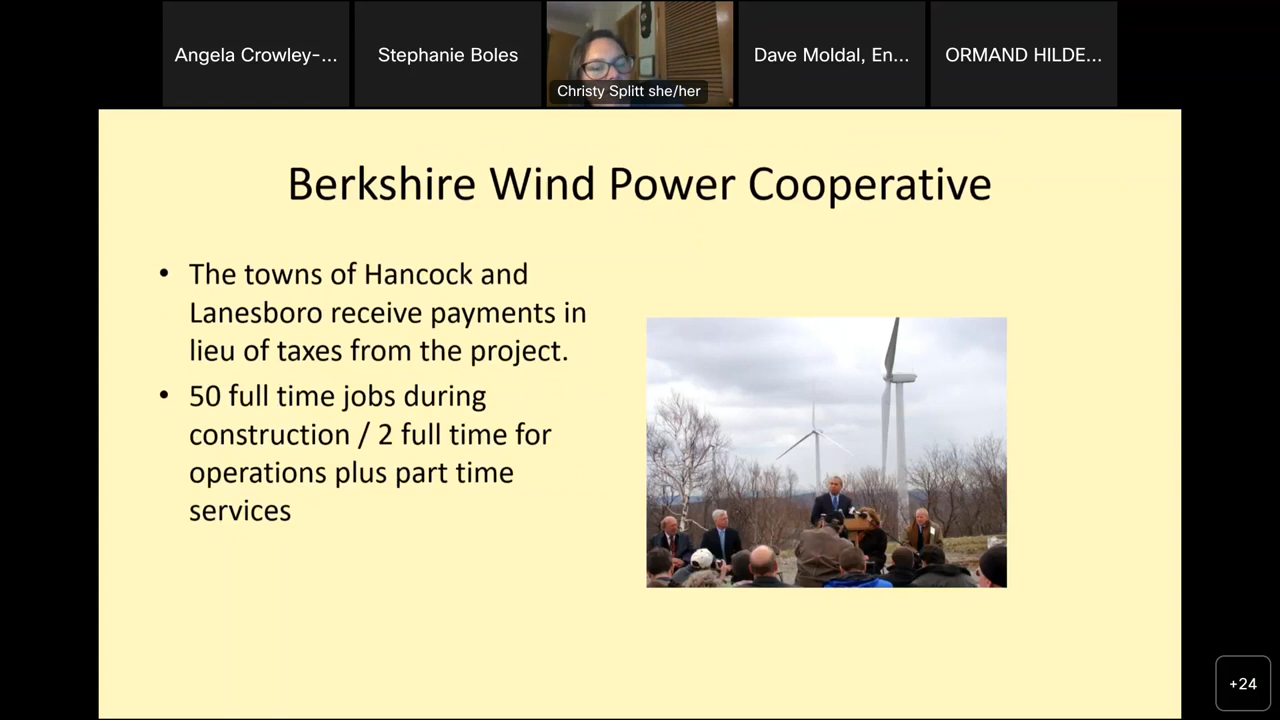 Angela Crowley-...
Stephanie Boles
Christy Splitt she/her
Dave Moldal, En...
ORMAND HILDE...
Berkshire Wind Power Cooperative
• The towns of Hancock and
Lanesboro receive payments in
lieu of taxes from the project.
• 50 full time jobs during
construction / 2 full time for
operations plus part time
services
+24